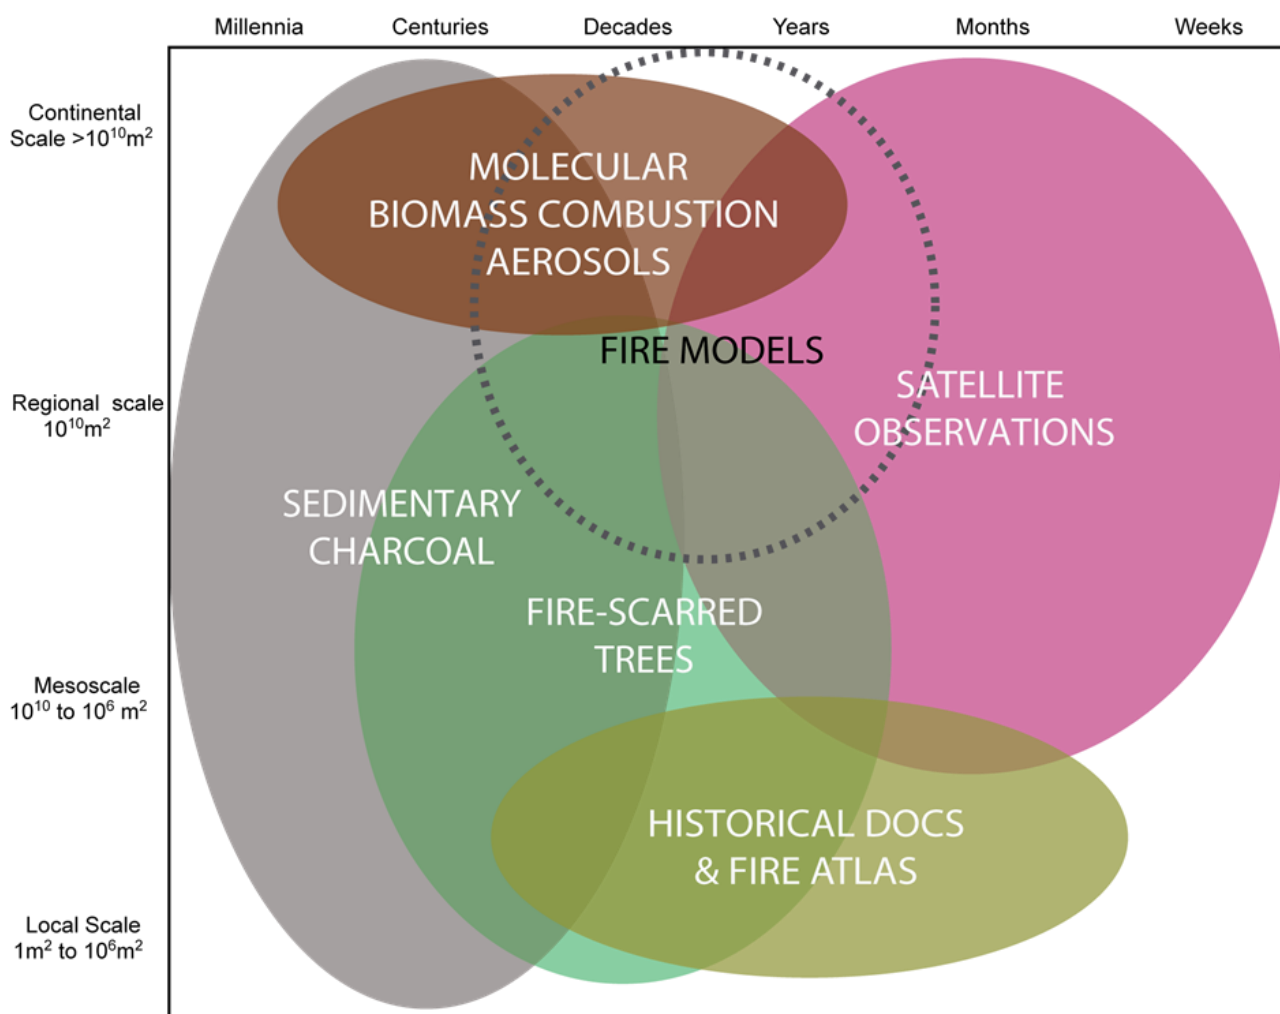 Millennia Centuries Decades Years Months Weeks
Continental
Scale >10¹⁰m²
MOLECULAR
BIOMASS COMBUSTION
AEROSOLS
FIRE MODELS
SATELLITE
OBSERVATIONS
Regional scale
10¹⁰m²
SEDIMENTARY
CHARCOAL
FIRE-SCARRED
TREES
Mesoscale
10¹⁰ to 10⁶ m²
HISTORICAL DOCS
& FIRE ATLAS
Local Scale
1m² to 10⁶m²